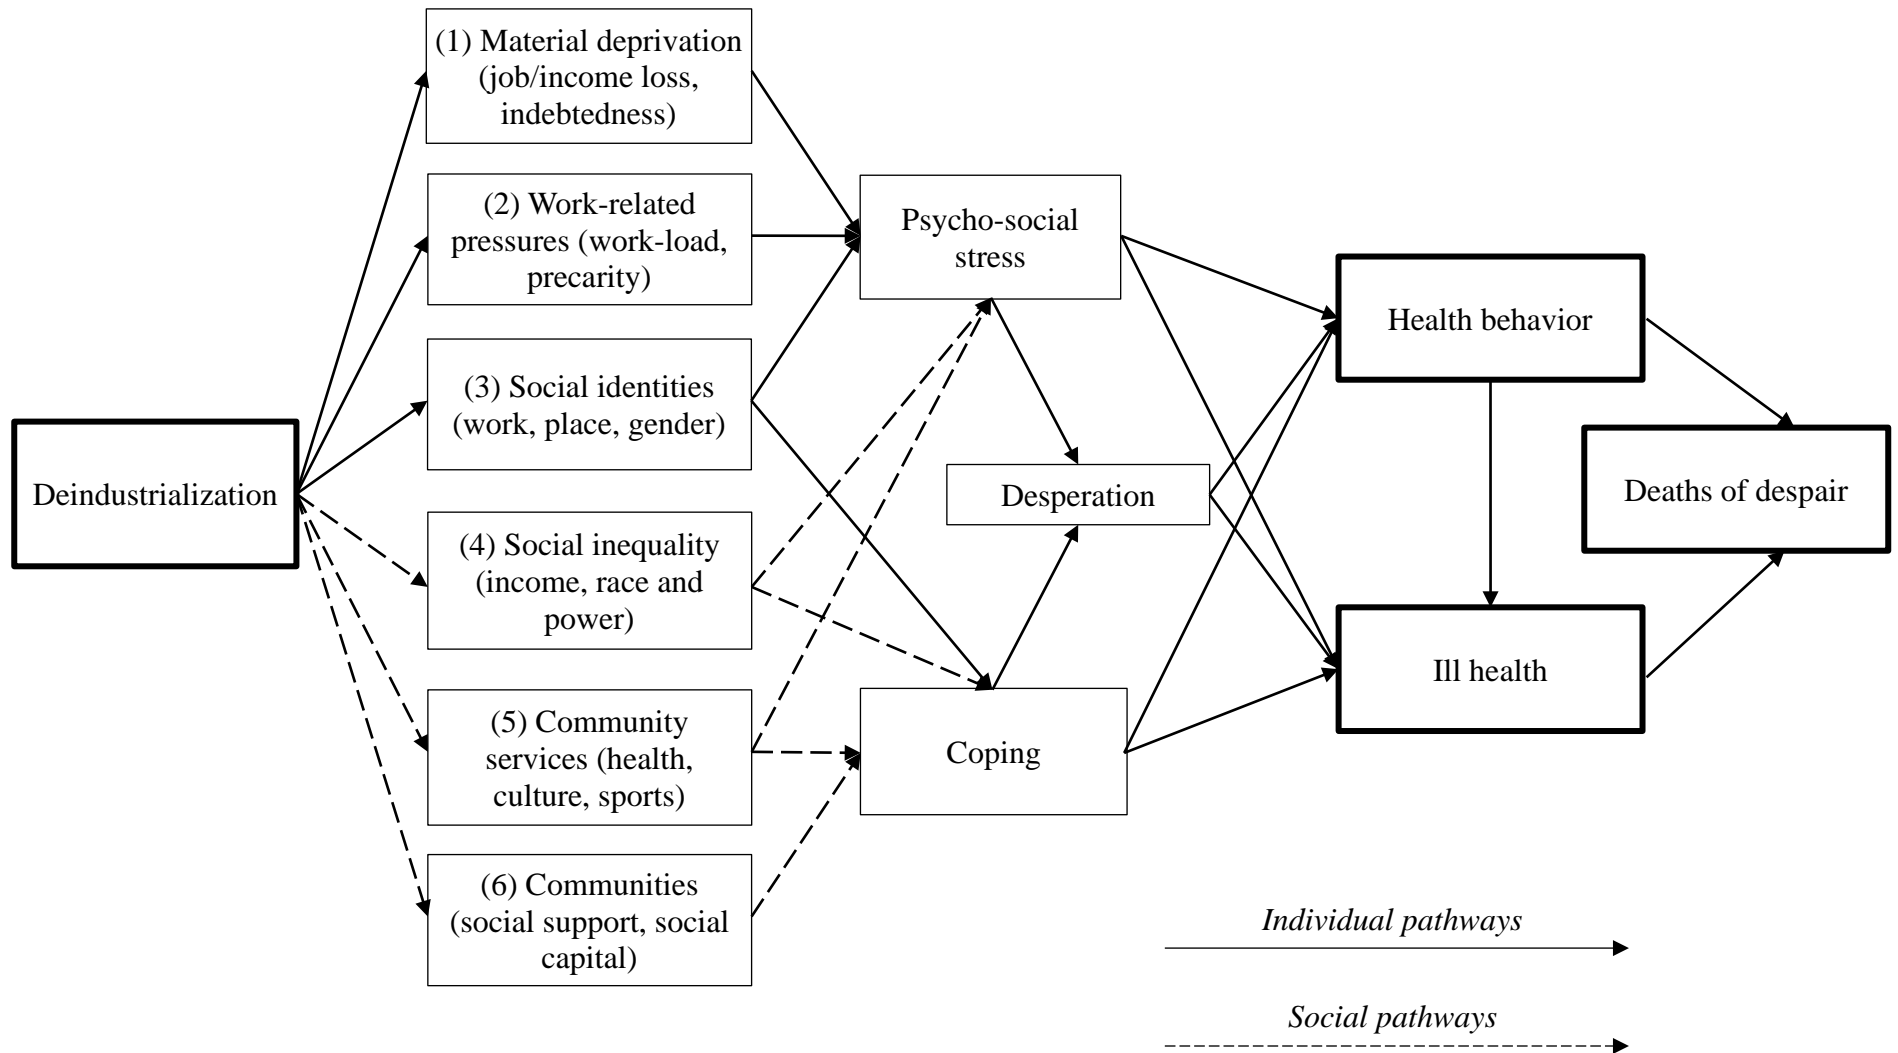 (1) Material deprivation
(job/income loss,
indebtedness)
(2) Work-related
pressures (work-load,
precarity)
(3) Social identities
(work, place, gender)
(4) Social inequality
(income, race and
power)
(5) Community
services (health,
culture, sports)
(6) Communities
(social support, social
capital)
Deindustrialization
Psycho-social
stress
Desperation
Coping
Health behavior
Ill health
Deaths of despair
Individual pathways
Social pathways